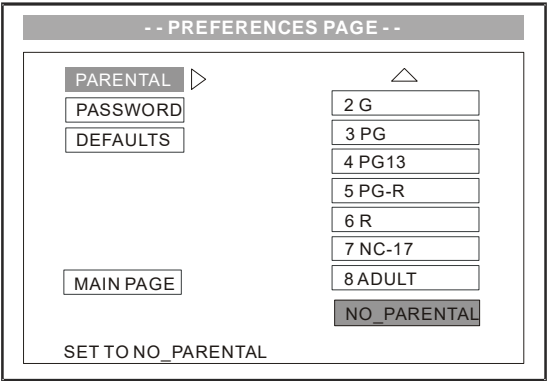 - - PREFERENCES PAGE - -
PARENTAL
PASSWORD
DEFAULTS
MAIN PAGE
2 G
3 PG
4 PG13
5 PG-R
6 R
7 NC-17
8 ADULT
NO_PARENTAL
SET TO NO_PARENTAL